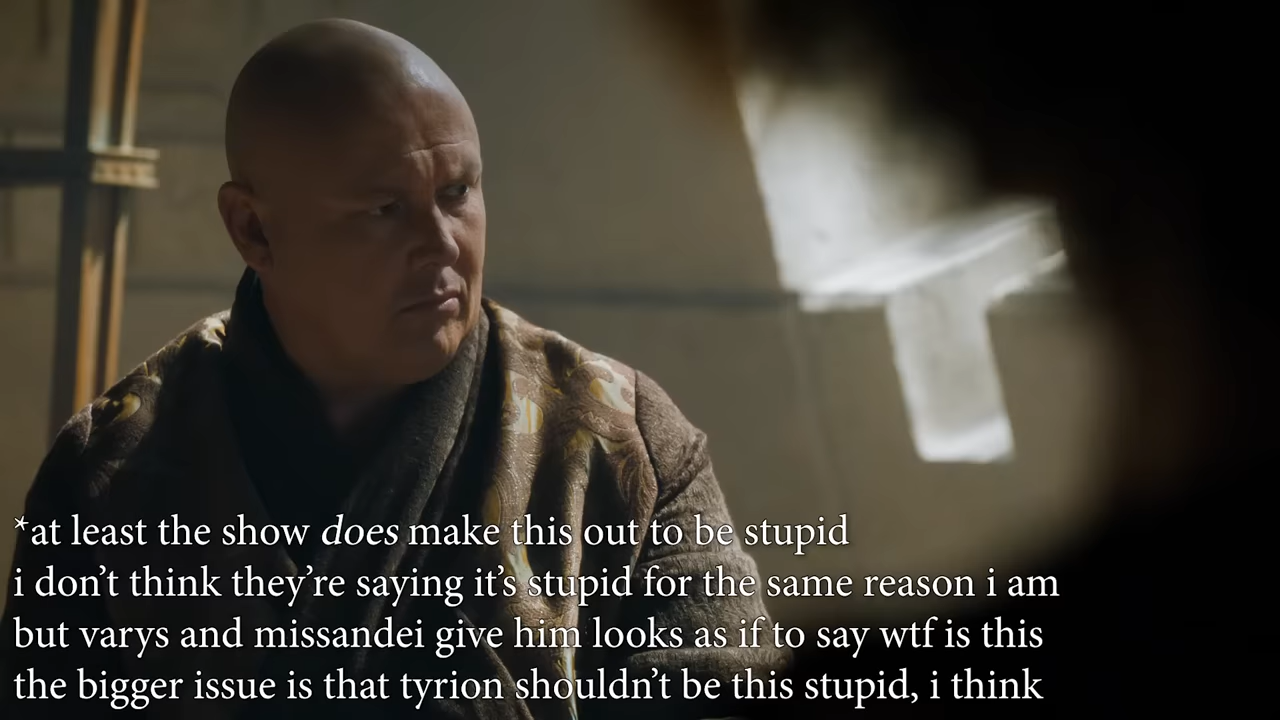 *at least the show does make this out to be stupid
i don't think they're saying it's stupid for the same reason i am
but varys and missandei give him looks as if to say wtf is this
the bigger issue is that tyrion shouldn't be this stupid, i think